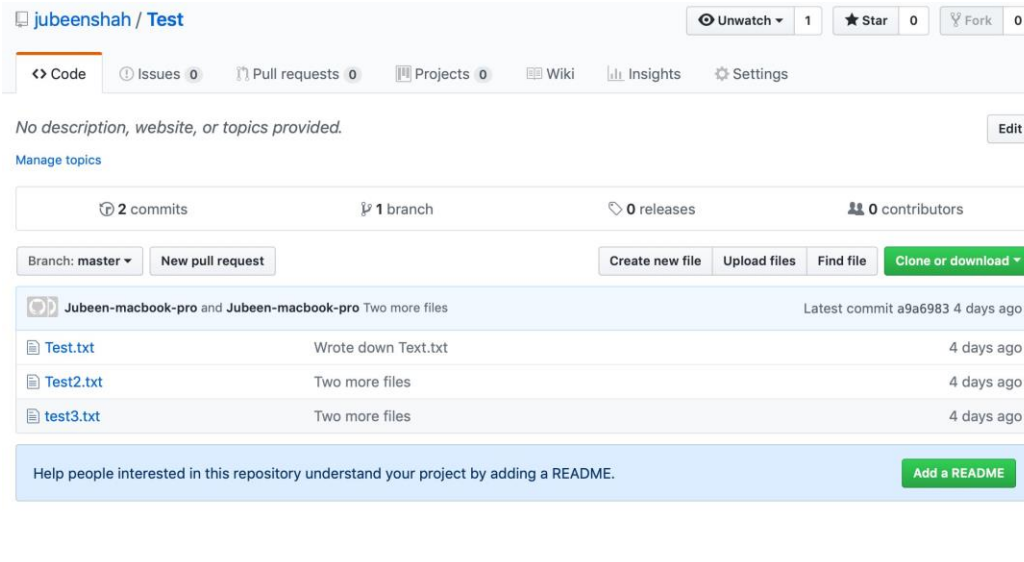 jubeenshah / Test
Unwatch 1 Star 0 Fork 0
Code Issues 0 Pull requests 0 Projects 0 Wiki Insights Settings
No description, website, or topics provided.
Edit
Manage topics
2 commits 1 branch 0 releases 0 contributors
Branch: master New pull request Create new file Upload files Find file Clone or download
Jubeen-macbook-pro and Jubeen-macbook-pro Two more files Latest commit a9a6983 4 days ago
Test.txt Wrote down Text.txt 4 days ago
Test2.txt Two more files 4 days ago
test3.txt Two more files 4 days ago
Help people interested in this repository understand your project by adding a README. Add a README